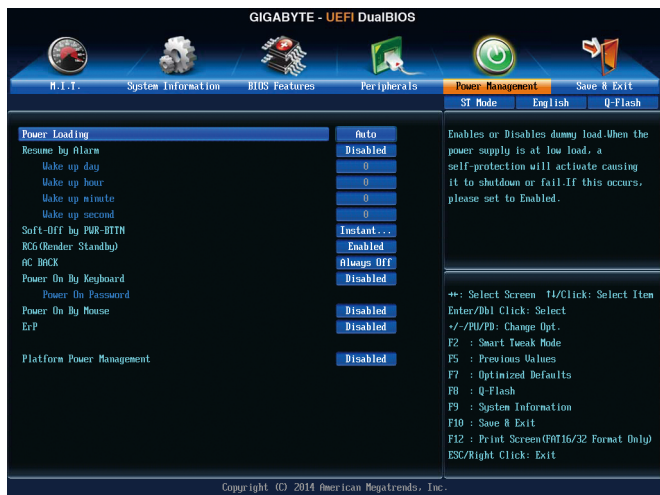 GIGABYTE - UEFI DualBIOS
M.I.T. System Information BIOS Features Peripherals Power Management Save & Exit
ST Mode English Q-Flash
Power Loading Auto
Resume by Alarm Disabled
Wake up day 0
Wake up hour 0
Wake up minute 0
Wake up second 0
Soft-Off by PWR-BTTN Instant...
RC6(Render Standby) Enabled
AC BACK Always Off
Power On By Keyboard Disabled
Power On Password
Power On By Mouse Disabled
ErP Disabled
Platform Power Management Disabled
Enables or Disables dummy load.When the
power supply is at low load, a
self-protection will activate causing
it to shutdown or fail.If this occurs,
please set to Enabled.
→←: Select Screen ↑↓/Click: Select Item
Enter/Dbl Click: Select
+/-/PU/PD: Change Opt.
F2 : Smart Tweak Mode
F5 : Previous Values
F7 : Optimized Defaults
F8 : Q-Flash
F9 : System Information
F10 : Save & Exit
F12 : Print Screen(FAT16/32 Format Only)
ESC/Right Click: Exit
Copyright (C) 2014 American Megatrends, Inc.